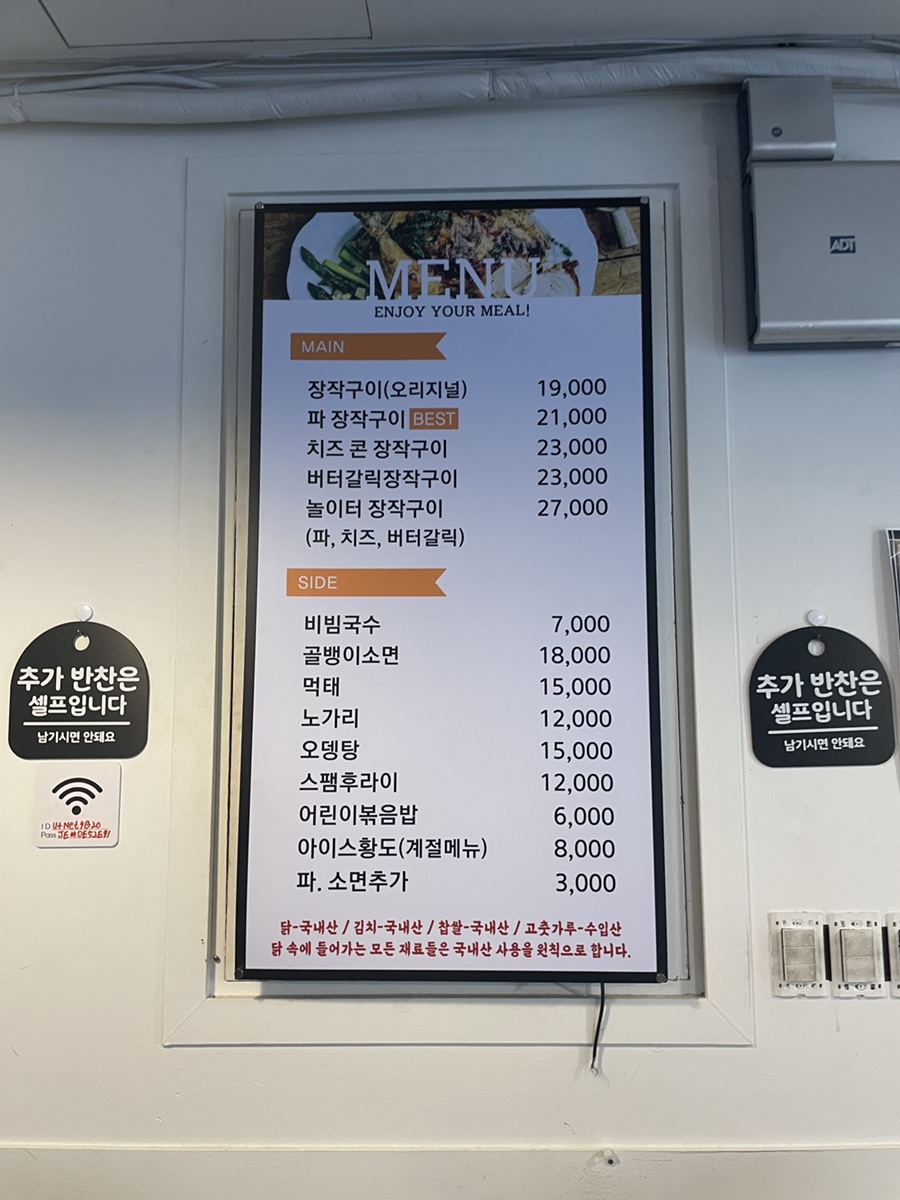 MENU
ENJOY YOUR MEAL!
MAIN
장작구이(오리지널) 19,000
파 장작구이 BEST 21,000
치즈 콘 장작구이 23,000
버터갈릭장작구이 23,000
놀이터 장작구이 27,000
(파, 치즈, 버터갈릭)
SIDE
비빔국수 7,000
골뱅이소면 18,000
먹태 15,000
노가리 12,000
오뎅탕 15,000
스팸후라이 12,000
어린이볶음밥 6,000
아이스황도(계절메뉴) 8,000
파. 소면추가 3,000
닭-국내산 / 김치-국내산 / 찹쌀-국내산 / 고춧가루-수입산
닭 속에 들어가는 모든 재료들은 국내산 사용을 원칙으로 합니다.
추가 반찬은
셀프입니다
남기시면 안돼요
ID
Pass
추가 반찬은
셀프입니다
남기시면 안돼요
ADT